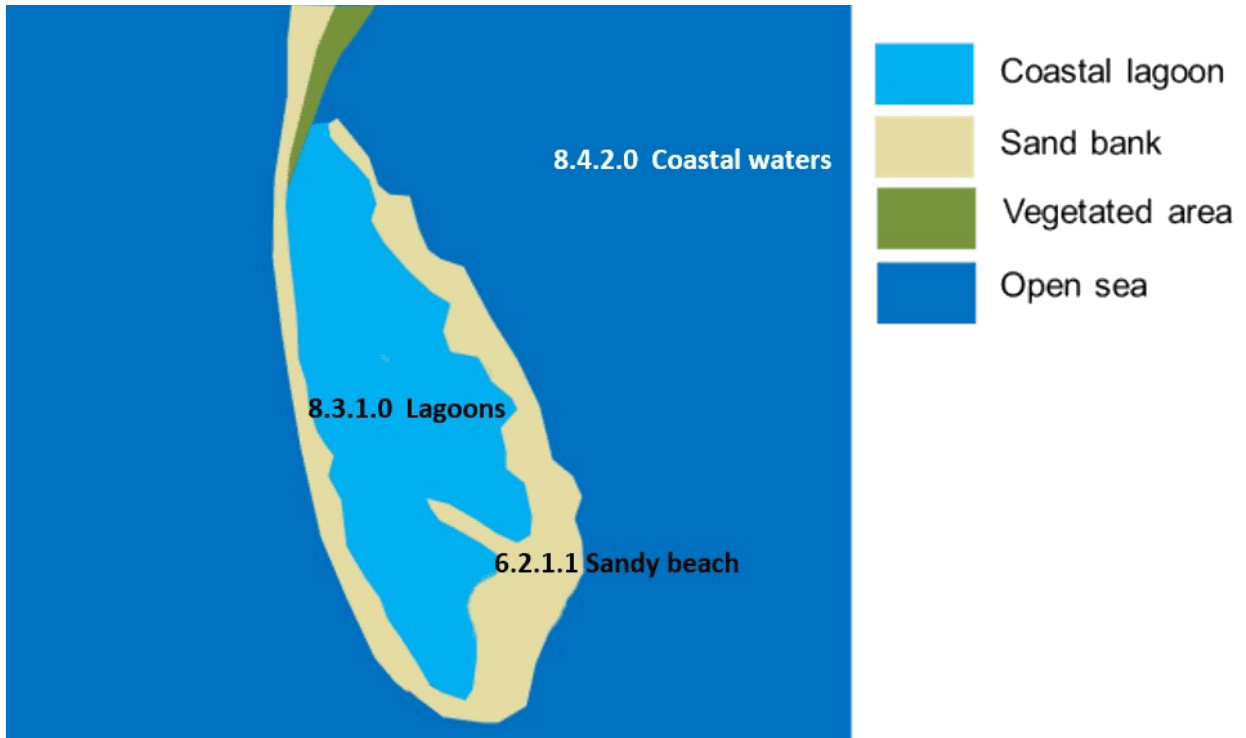 8.4.2.0 Coastal waters
8.3.1.0 Lagoons
6.2.1.1 Sandy beach
Coastal lagoon
Sand bank
Vegetated area
Open sea